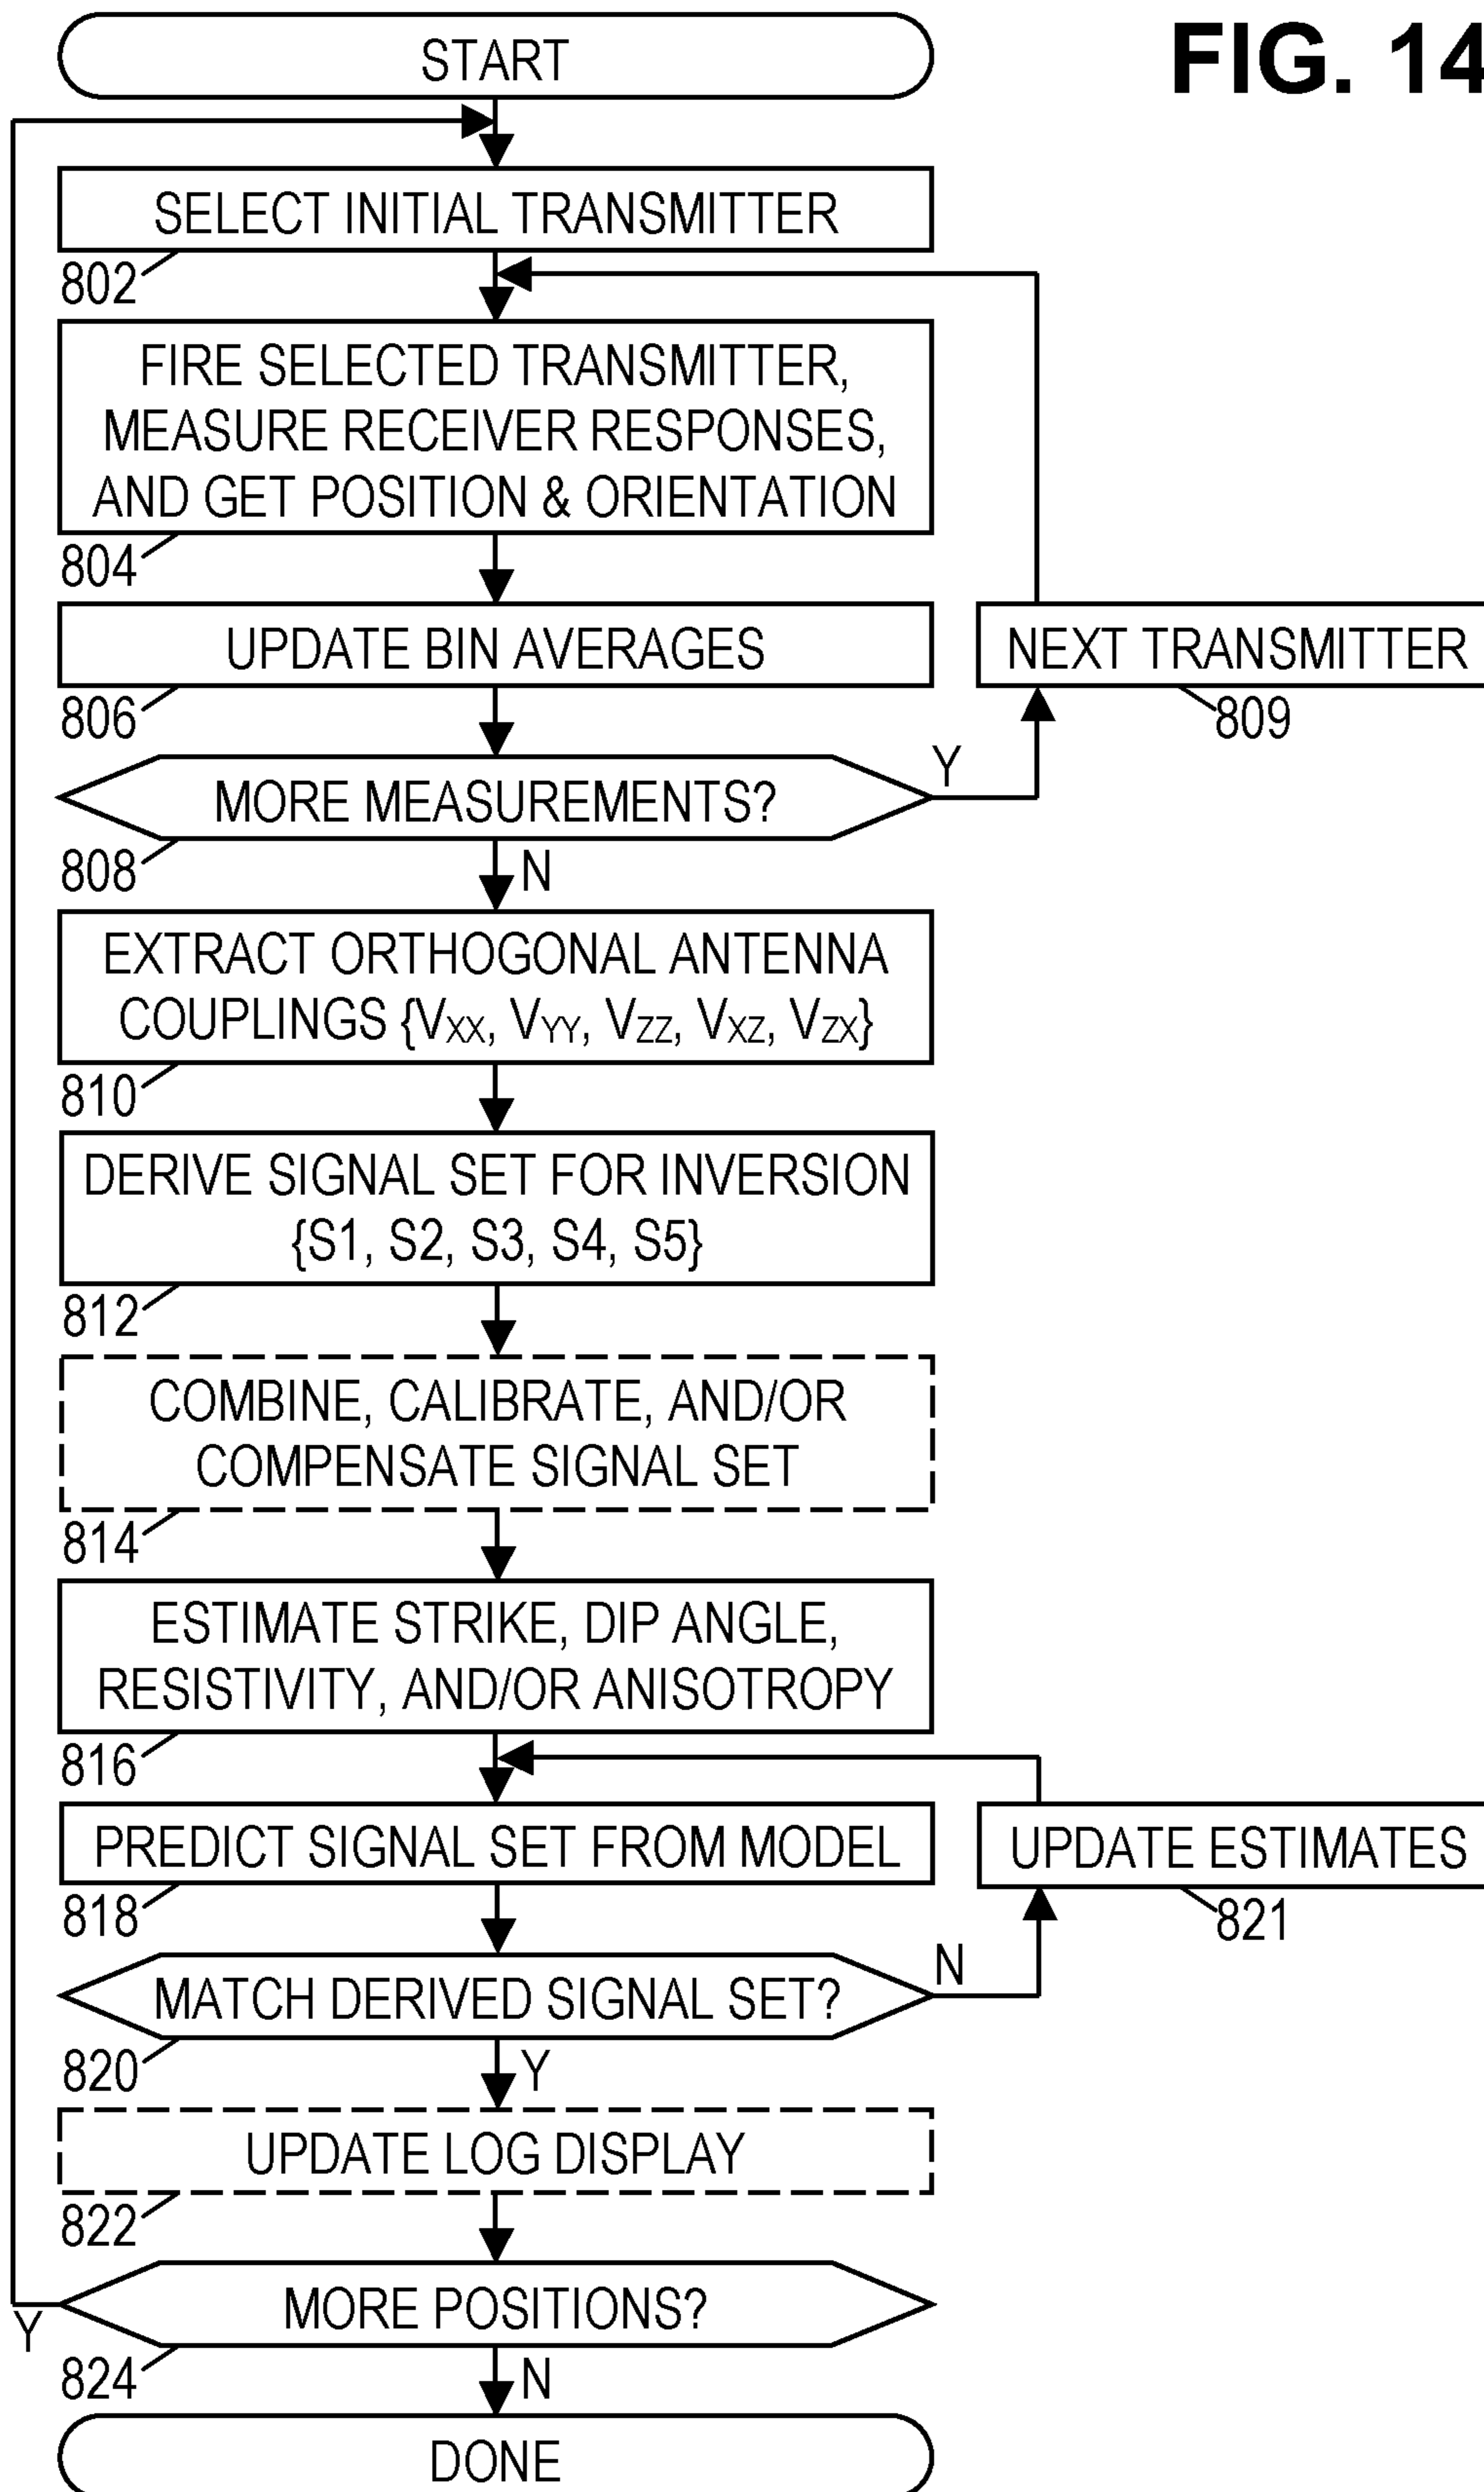 FIG. 14
START
SELECT INITIAL TRANSMITTER
802
FIRE SELECTED TRANSMITTER,
MEASURE RECEIVER RESPONSES,
AND GET POSITION & ORIENTATION
804
UPDATE BIN AVERAGES
806
NEXT TRANSMITTER
809
MORE MEASUREMENTS?
Y
808
N
EXTRACT ORTHOGONAL ANTENNA
COUPLINGS {VXX, VYY, VZZ, VXZ, VZX}
810
DERIVE SIGNAL SET FOR INVERSION
{S1, S2, S3, S4, S5}
812
COMBINE, CALIBRATE, AND/OR
COMPENSATE SIGNAL SET
814
ESTIMATE STRIKE, DIP ANGLE,
RESISTIVITY, AND/OR ANISOTROPY
816
PREDICT SIGNAL SET FROM MODEL
818
UPDATE ESTIMATES
821
MATCH DERIVED SIGNAL SET?
N
820
Y
UPDATE LOG DISPLAY
822
MORE POSITIONS?
Y
824
N
DONE